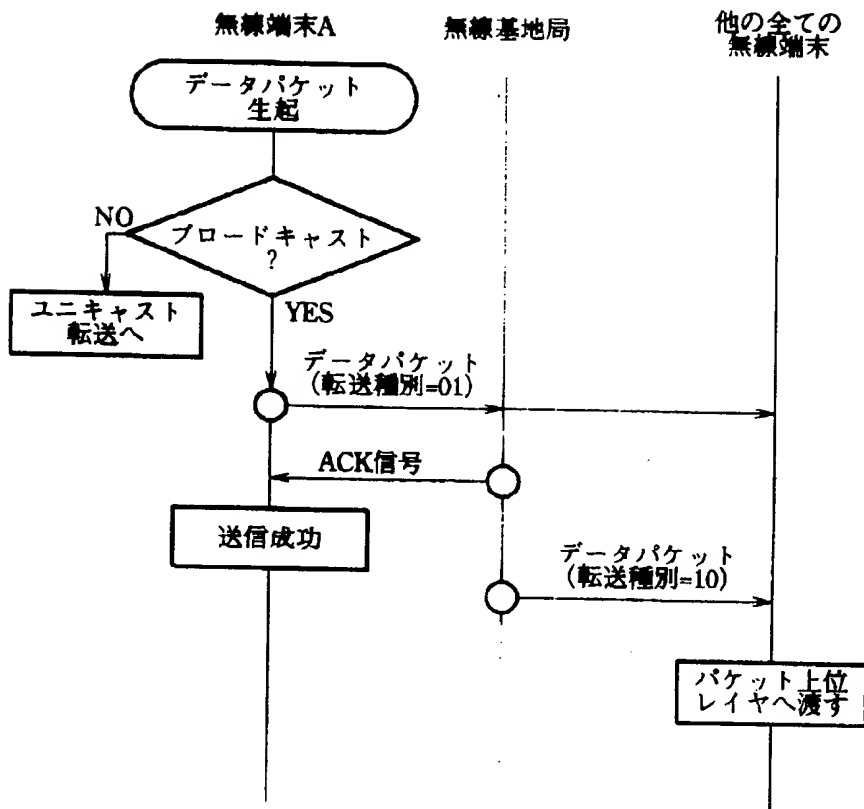 無線端末A
無線基地局
他の全ての
無線端末
データパケット
生起
NO
ブロードキャスト
?
ユニキャスト
転送へ
YES
データパケット
(転送種別=01)
ACK信号
送信成功
データパケット
(転送種別=10)
パケット上位
レイヤへ渡す